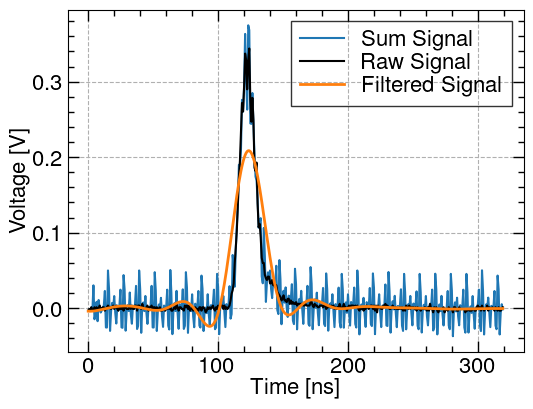 Sum Signal
Raw Signal
Filtered Signal
0.3
0.2
0.1
0.0
Voltage [V]
0
100
200
300
Time [ns]